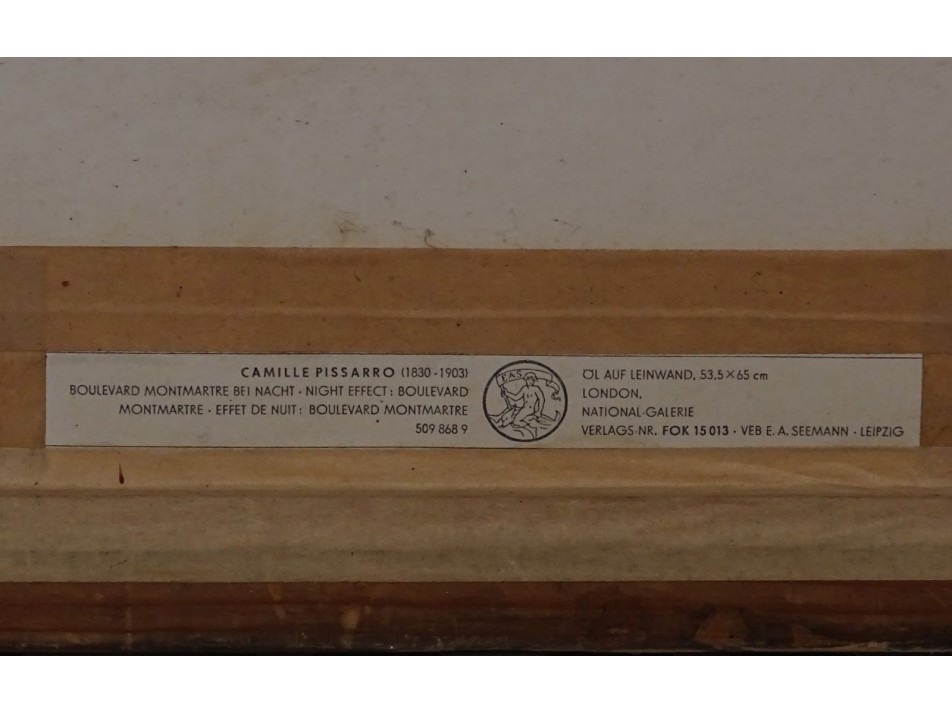 CAMILLE PISSARRO (1830-1903)
BOULEVARD MONTMARTRE BEI NACHT · NIGHT EFFECT: BOULEVARD
MONTMARTRE · EFFET DE NUIT: BOULEVARD MONTMARTRE
509 868 9
E.A.S.
ÖL AUF LEINWAND, 53,5×65 cm
LONDON,
NATIONAL-GALERIE
VERLAGS-NR. FOK 15 013 · VEB E. A. SEEMANN · LEIPZIG